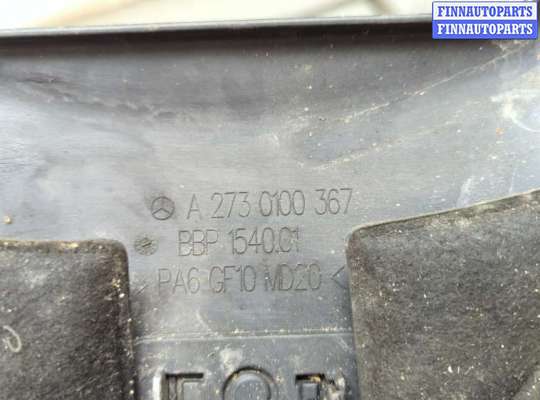 FINNAUTOPARTS
FINNAUTOPARTS
A 273 0100 367
BBP 1540.01
>PA6 GF10 MD20<